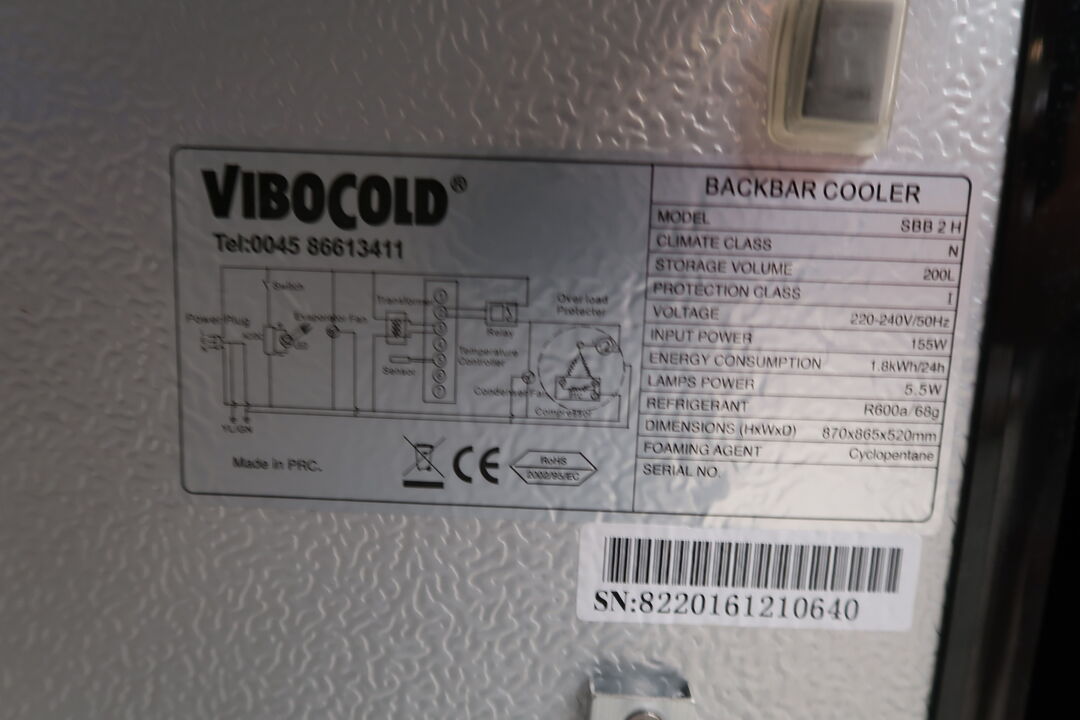 VIBOCOLD®
Tel:0045 86613411
Switch
Transformer
Over load
Protecter
Power Plug
Evaporator Fan
Relay
LED
Temperature
Controller
Sensor
Condenser Fan
Compressor
Made in PRC.
CE
RoHS
2002/95/EC
BACKBAR COOLER
MODEL SBB 2 H
CLIMATE CLASS N
STORAGE VOLUME 200L
PROTECTION CLASS I
VOLTAGE 220-240V/50Hz
INPUT POWER 155W
ENERGY CONSUMPTION 1.8kWh/24h
LAMPS POWER 5.5W
REFRIGERANT R600a/68g
DIMENSIONS (HxWxD) 870x865x520mm
FOAMING AGENT Cyclopentane
SERIAL NO.
SN:8220161210640